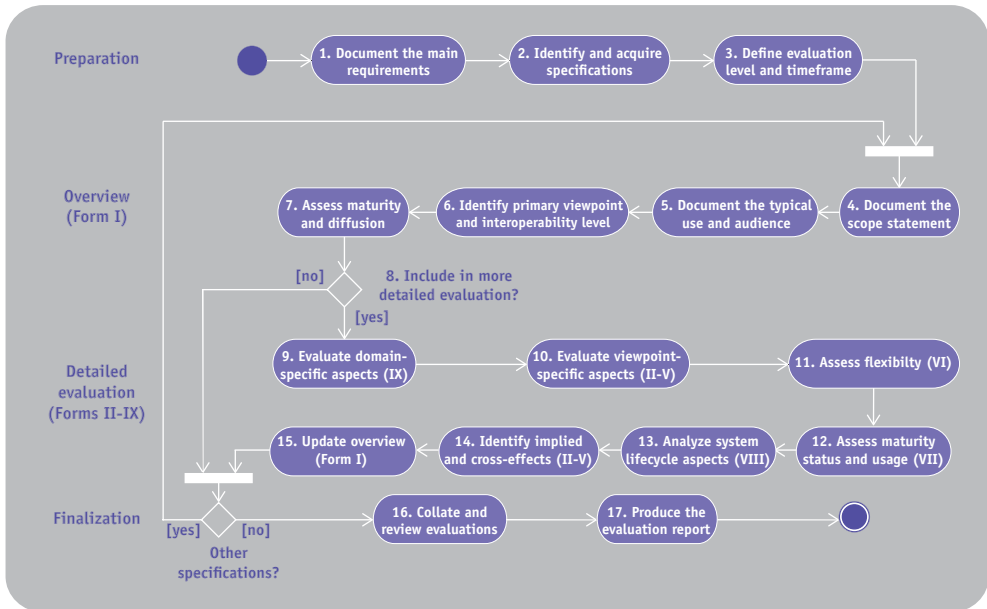 Preparation
1. Document the main
requirements
2. Identify and acquire
specifications
3. Define evaluation
level and timeframe
Overview
(Form I)
7. Assess maturity
and diffusion
6. Identify primary viewpoint
and interoperability level
5. Document the typical
use and audience
4. Document the
scope statement
[no]
8. Include in more
detailed evaluation?
[yes]
Detailed
evaluation
(Forms II-IX)
9. Evaluate domain-
specific aspects (IX)
10. Evaluate viewpoint-
specific aspects (II-V)
11. Assess flexibilty (VI)
15. Update overview
(Form I)
14. Identify implied
and cross-effects (II-V)
13. Analyze system
lifecycle aspects (VIII)
12. Assess maturity
status and usage (VII)
Finalization
[yes]
[no]
Other
specifications?
16. Collate and
review evaluations
17. Produce the
evaluation report